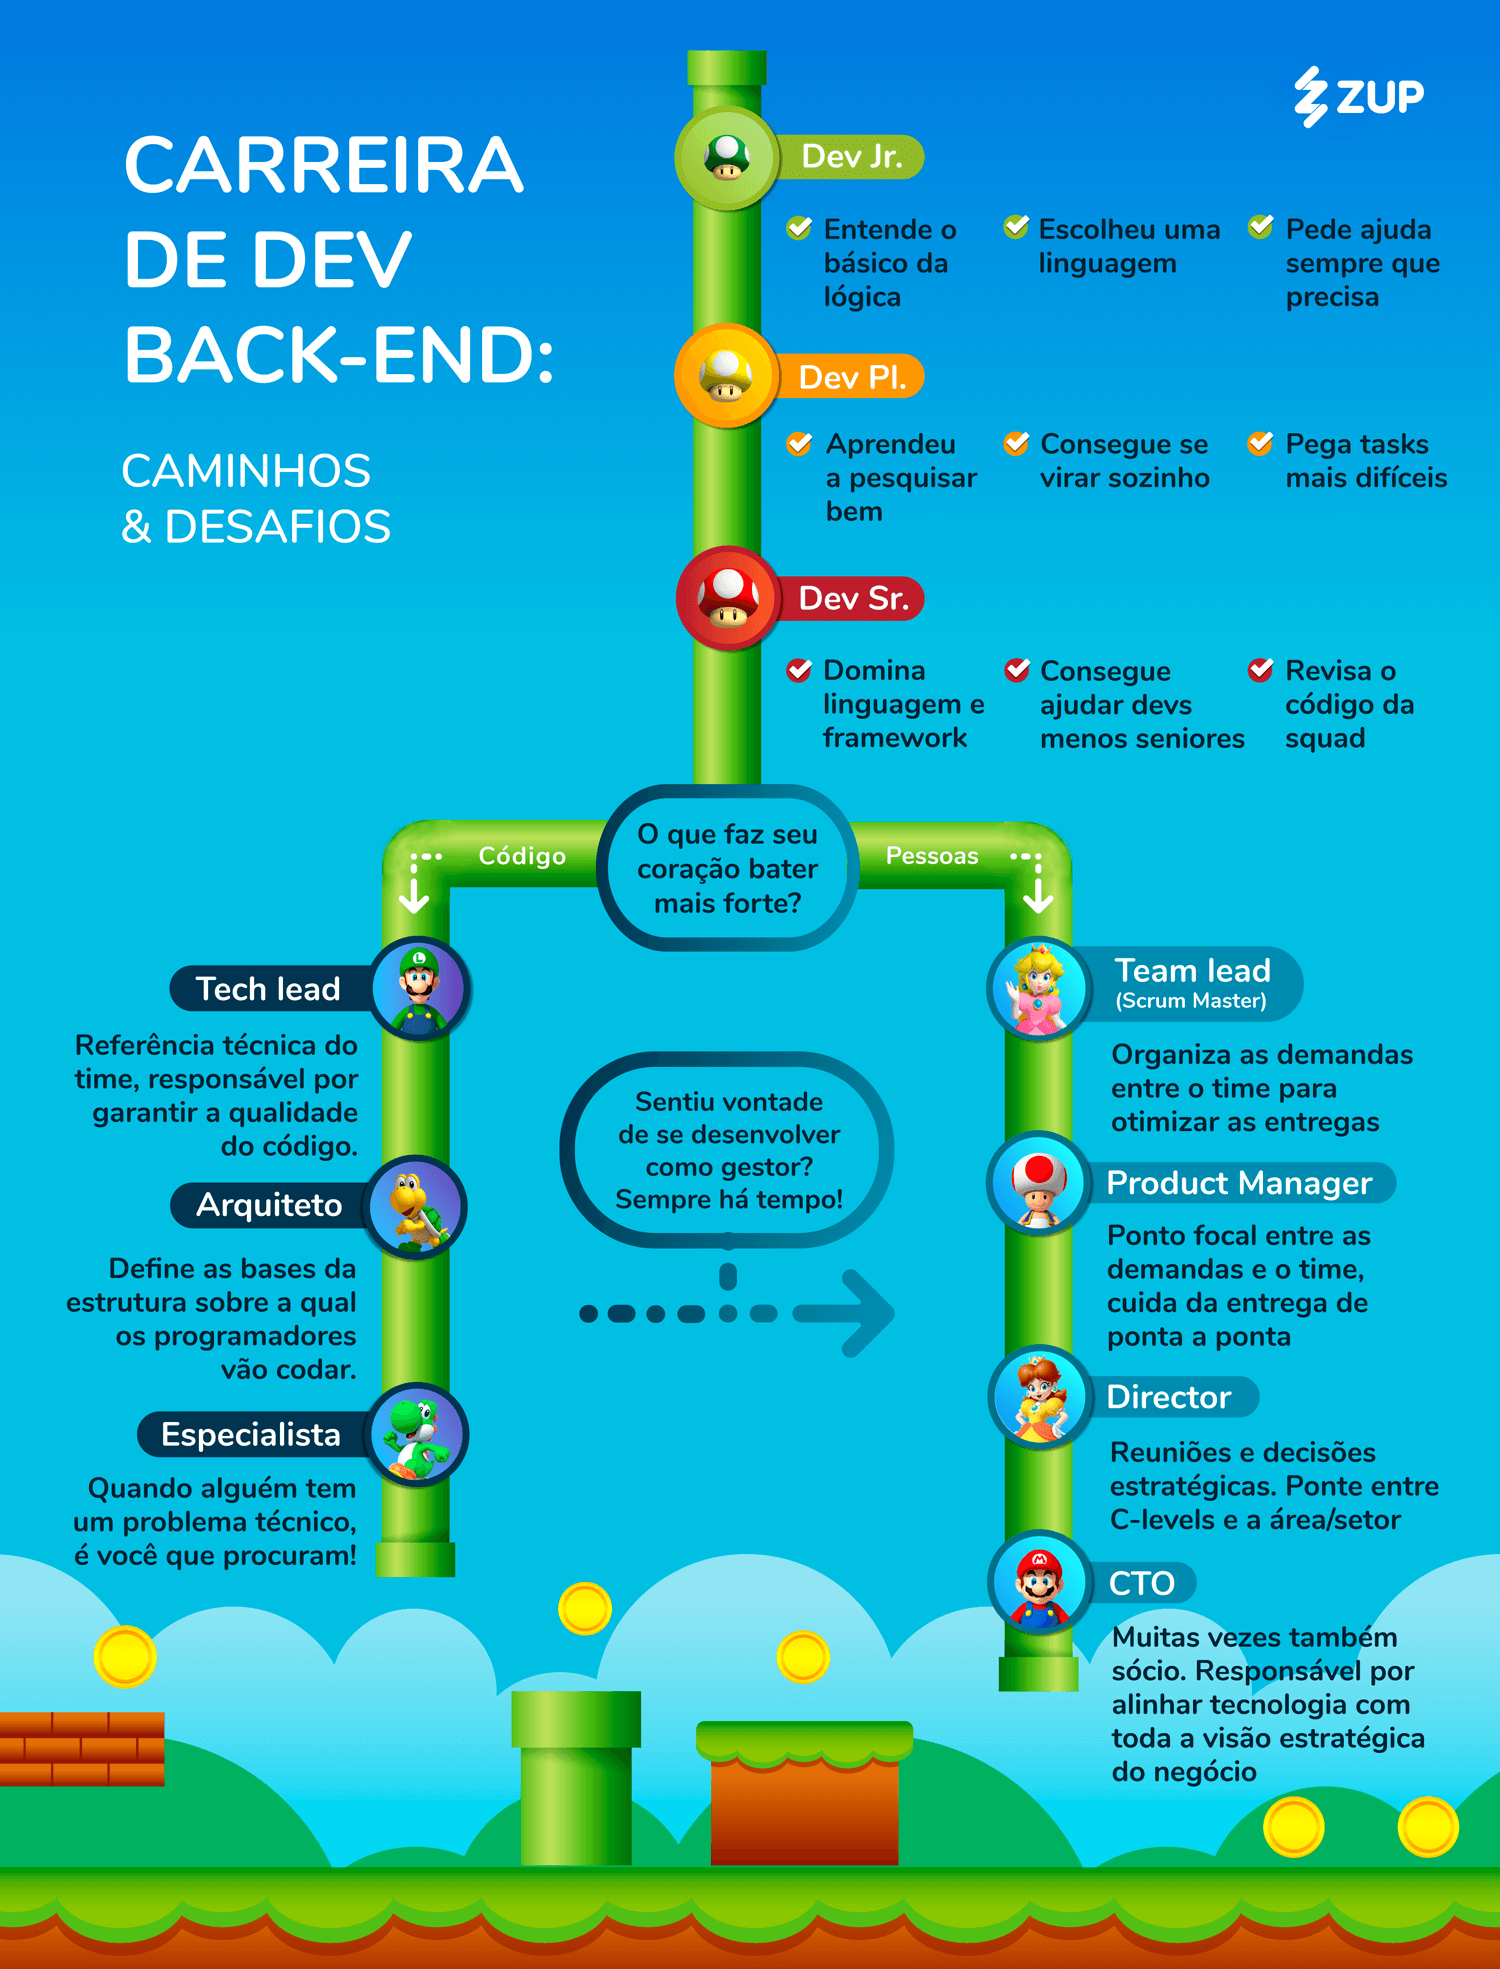 ZUP
CARREIRA
DE DEV
BACK-END:
CAMINHOS
& DESAFIOS
Dev Jr.
Entende o
básico da
lógica
Escolheu uma
linguagem
Pede ajuda
sempre que
precisa
Dev Pl.
Aprendeu
a pesquisar
bem
Consegue se
virar sozinho
Pega tasks
mais difíceis
Dev Sr.
Domina
linguagem e
framework
Consegue
ajudar devs
menos seniores
Revisa o
código da
squad
O que faz seu
coração bater
mais forte?
Código
Pessoas
Tech lead
Referência técnica do
time, responsável por
garantir a qualidade
do código.
Arquiteto
Define as bases da
estrutura sobre a qual
os programadores
vão codar.
Especialista
Quando alguém tem
um problema técnico,
é você que procuram!
Sentiu vontade
de se desenvolver
como gestor?
Sempre há tempo!
Team lead
(Scrum Master)
Organiza as demandas
entre o time para
otimizar as entregas
Product Manager
Ponto focal entre as
demandas e o time,
cuida da entrega de
ponta a ponta
Director
Reuniões e decisões
estratégicas. Ponte entre
C-levels e a área/setor
CTO
Muitas vezes também
sócio. Responsável por
alinhar tecnologia com
toda a visão estratégica
do negócio
L
M